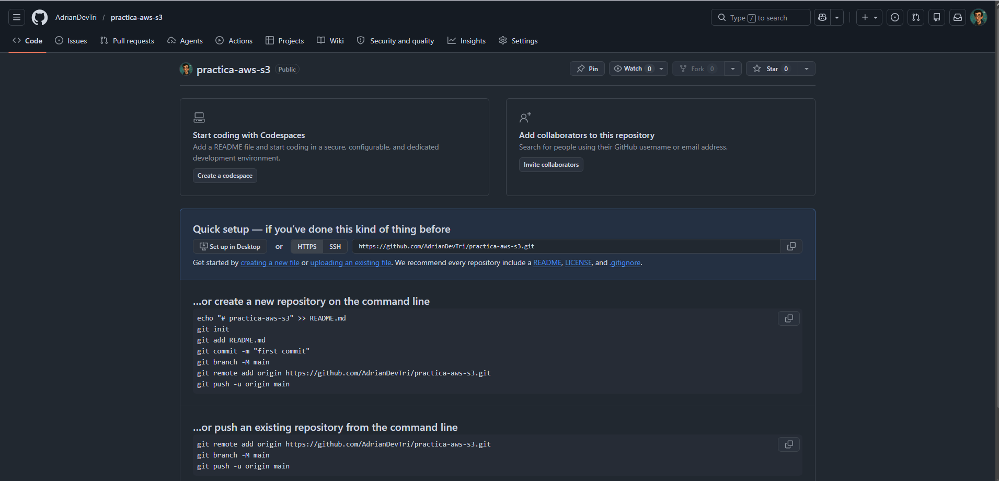 AdrianDevTri / practica-aws-s3
Type / to search
Code Issues Pull requests Agents Actions Projects Wiki Security and quality Insights Settings
practica-aws-s3 Public
Pin Watch 0 Fork 0 Star 0
Start coding with Codespaces
Add a README file and start coding in a secure, configurable, and dedicated
development environment.
Create a codespace
Add collaborators to this repository
Search for people using their GitHub username or email address.
Invite collaborators
Quick setup — if you’ve done this kind of thing before
Set up in Desktop or HTTPS SSH https://github.com/AdrianDevTri/practica-aws-s3.git
Get started by creating a new file or uploading an existing file. We recommend every repository include a README, LICENSE, and .gitignore.
…or create a new repository on the command line
echo "# practica-aws-s3" >> README.md
git init
git add README.md
git commit -m "first commit"
git branch -M main
git remote add origin https://github.com/AdrianDevTri/practica-aws-s3.git
git push -u origin main
…or push an existing repository from the command line
git remote add origin https://github.com/AdrianDevTri/practica-aws-s3.git
git branch -M main
git push -u origin main